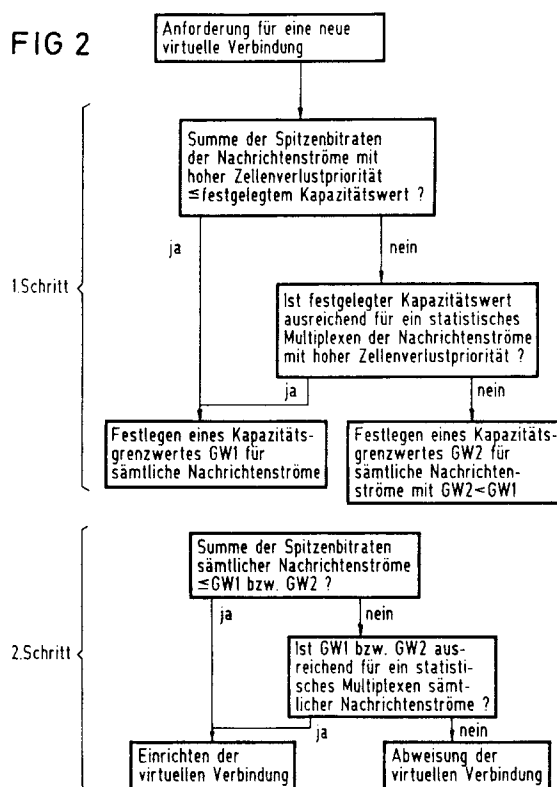 FIG 2
Anforderung für eine neue
virtuelle Verbindung
1.Schritt
Summe der Spitzenbitraten
der Nachrichtenströme mit
hoher Zellenverlustpriorität
≦festgelegtem Kapazitätswert ?
ja
nein
Ist festgelegter Kapazitätswert
ausreichend für ein statistisches
Multiplexen der Nachrichtenströme
mit hoher Zellenverlustpriorität ?
ja
nein
Festlegen eines Kapazitäts-
grenzwertes GW1 für
sämtliche Nachrichtenströme
Festlegen eines Kapazitäts-
grenzwertes GW2 für
sämtliche Nachrichten-
ströme mit GW2<GW1
2.Schritt
Summe der Spitzenbitraten
sämtlicher Nachrichtenströme
≦GW1 bzw. GW2 ?
ja
nein
Ist GW1 bzw. GW2 aus-
reichend für ein statisti-
sches Multiplexen sämt-
licher Nachrichtenströme ?
ja
nein
Einrichten der
virtuellen Verbindung
Abweisung der
virtuellen Verbindung